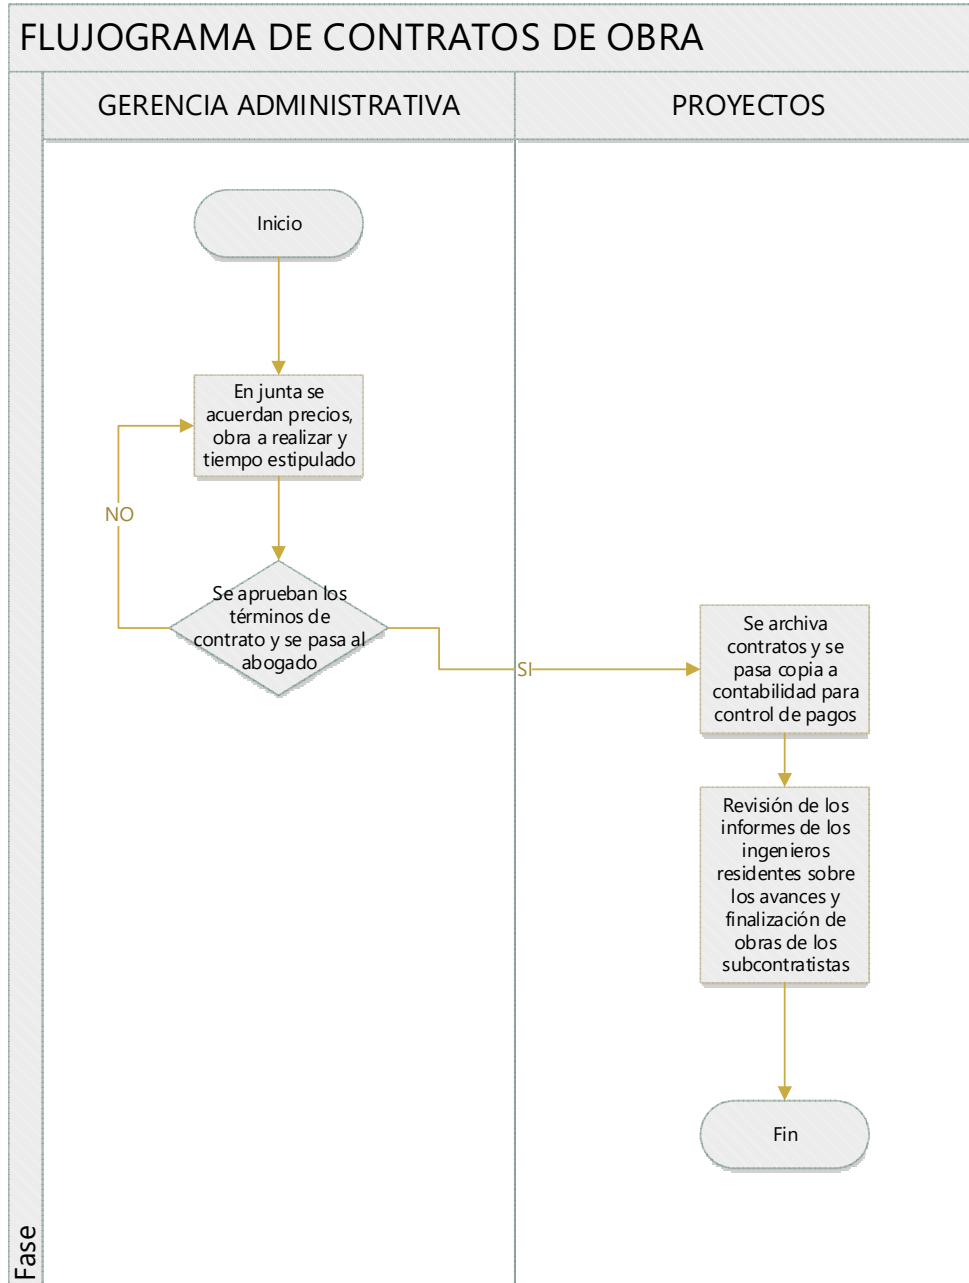 FLUJOGRAMA DE CONTRATOS DE OBRA
GERENCIA ADMINISTRATIVA
PROYECTOS
Inicio
En junta se
acuerdan precios,
obra a realizar y
tiempo estipulado
NO
Se aprueban los
términos de
contrato y se pasa al
abogado
SI
Se archiva
contratos y se
pasa copia a
contabilidad para
control de pagos
Revisión de los
informes de los
ingenieros
residentes sobre
los avances y
finalización de
obras de los
subcontratistas
Fin
Fase